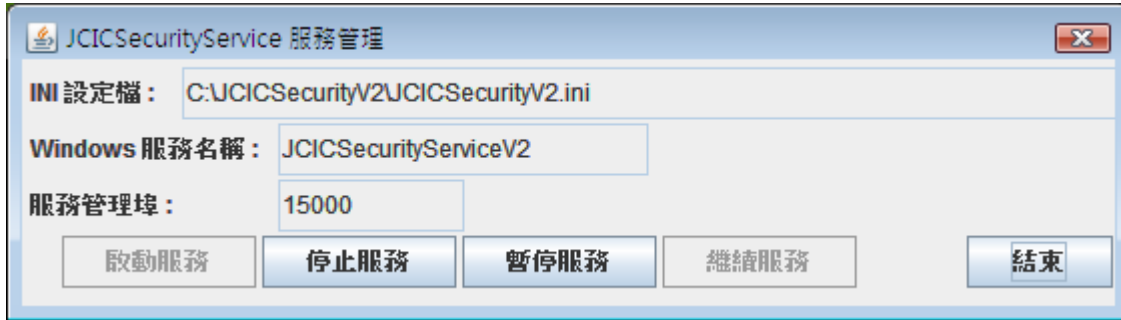 JCICSecurityService 服務管理
INI 設定檔： C:\JCICSecurityV2\JCICSecurityV2.ini
Windows 服務名稱： JCICSecurityServiceV2
服務管理埠： 15000
啟動服務 停止服務 暫停服務 繼續服務 結束